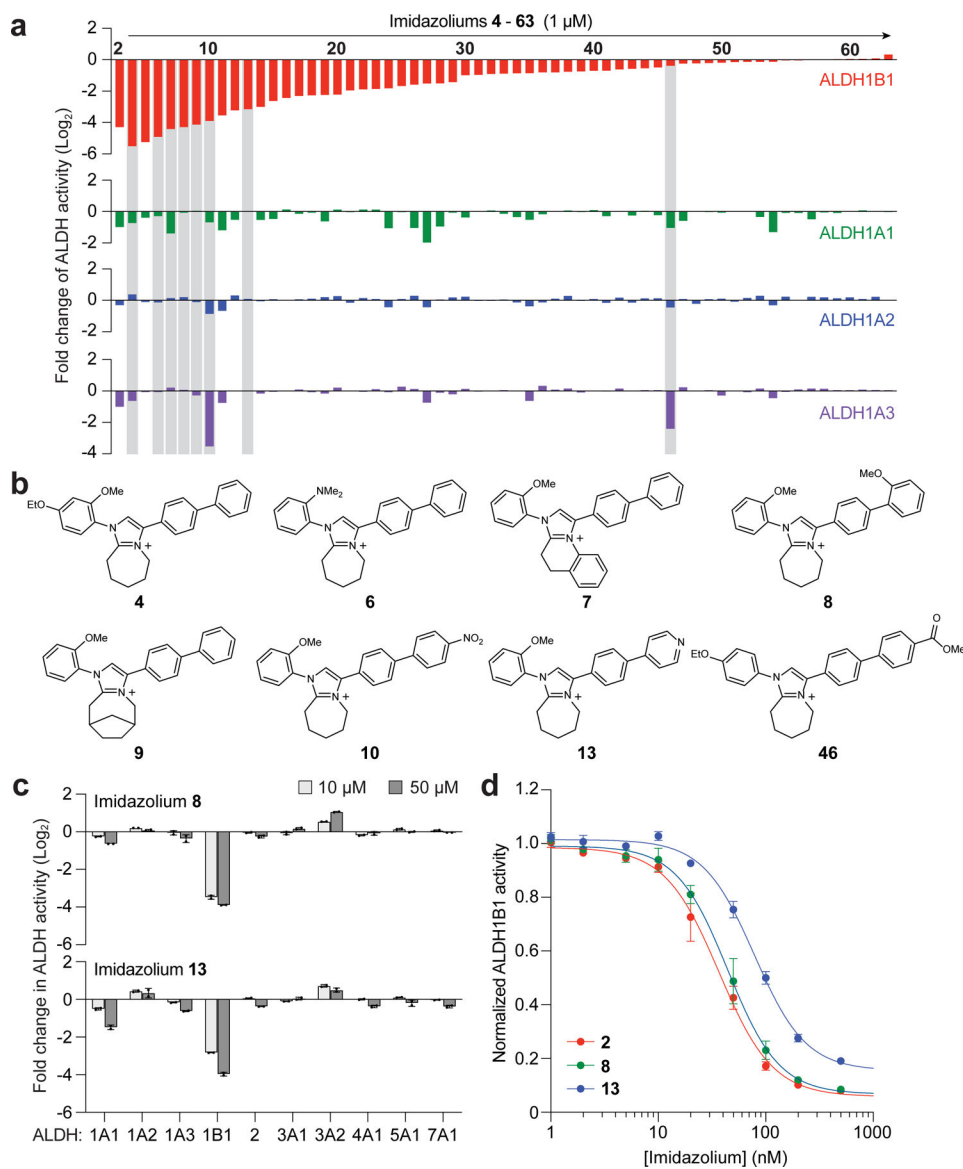 a
Imidazoliums 4 - 63 (1 µM)
2 10 20 30 40 50 60
Fold change of ALDH activity (Log2)
2
0
-2
-4
-6
ALDH1B1
2
0
-2
ALDH1A1
2
0
-2
ALDH1A2
2
0
-2
-4
ALDH1A3
b
EtO OMe N N + 4
NMe2 N N + 6
OMe N N + 7
OMe MeO N N + 8
OMe N N + 9
OMe NO2 N N + 10
OMe N N N + 13
EtO O OMe N N + 46
c
10 µM 50 µM
Fold change in ALDH activity (Log2)
Imidazolium 8
2
0
-2
-4
-6
Imidazolium 13
2
0
-2
-4
-6
ALDH: 1A1 1A2 1A3 1B1 2 3A1 3A2 4A1 5A1 7A1
d
Normalized ALDH1B1 activity
1.2
1.0
0.8
0.6
0.4
0.2
0
2
8
13
1 10 100 1000
[Imidazolium] (nM)